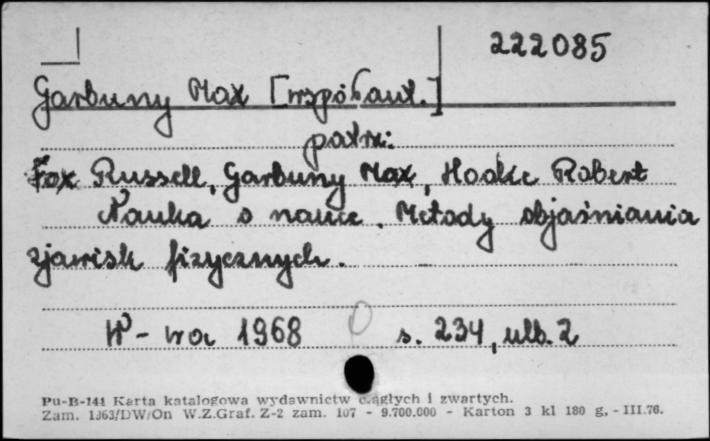 222085
Garbuny Max [współaut.]
patrz:
Fox Russell, Garbuny Max, Hooke Robert
Nauka o nauce. Metody objaśniania
zjawisk fizycznych.
W-wa 1968 s. 234, ulb. 2
Pu-B-141 Karta katalogowa wydawnictw ciągłych i zwartych.
Zam. 1363/DW/On W.Z.Graf. Z-2 zam. 107 - 9.700.000 - Karton 3 kl 180 g, - III.76.